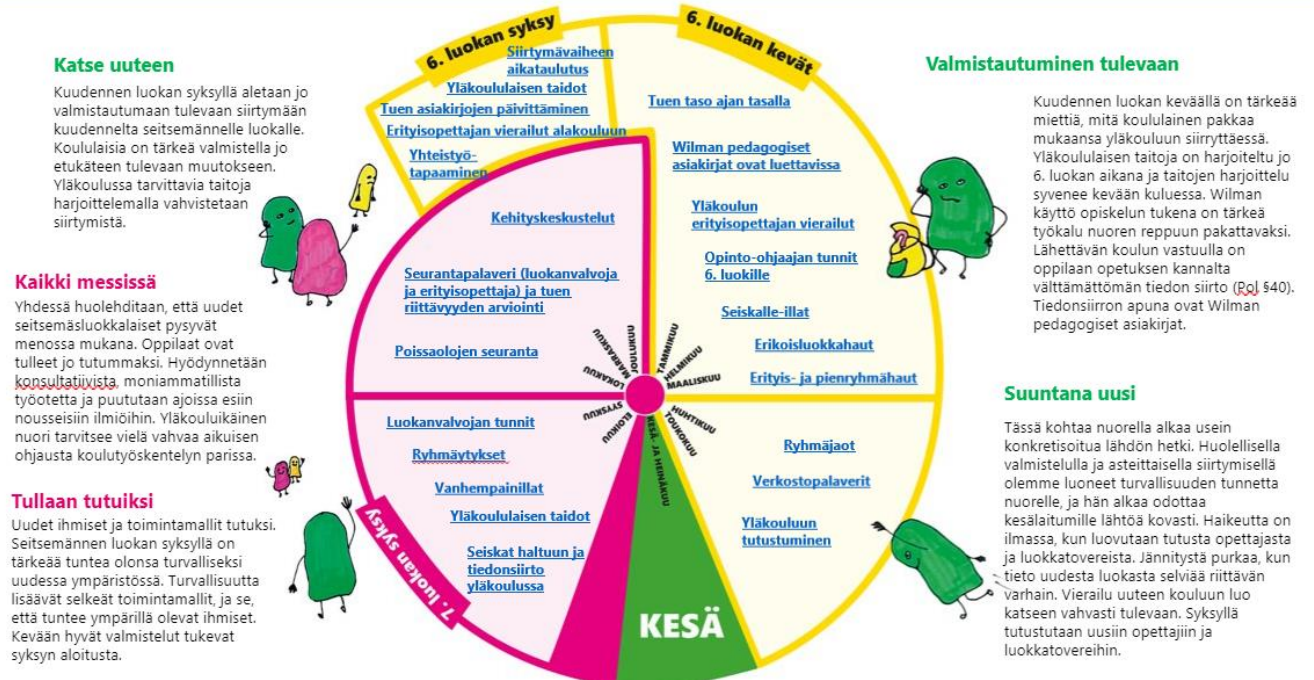 Katse uuteen
Kuudennen luokan syksyllä aletaan jo
valmistautumaan tulevaan siirtymään
kuudennelta seitsemännelle luokalle.
Koululaisia on tärkeä valmistella jo
etukäteen tulevaan muutokseen.
Yläkoulussa tarvittavia taitoja
harjoittelemalla vahvistetaan
siirtymistä.
Kaikki messissä
Yhdessä huolehditaan, että uudet
seitsemäsluokkalaiset pysyvät
menossa mukana. Oppilaat ovat
tulleet jo tutummaksi. Hyödynnetään
konsultatiivista, moniammatillista
työotetta ja puututaan ajoissa esiin
nousseisiin ilmiöihin. Yläkouluikäinen
nuori tarvitsee vielä vahvaa aikuisen
ohjausta koulutyöskentelyn parissa.
Tullaan tutuiksi
Uudet ihmiset ja toimintamallit tutuksi.
Seitsemännen luokan syksyllä on
tärkeää tuntea olonsa turvalliseksi
uudessa ympäristössä. Turvallisuutta
lisäävät selkeät toimintamallit, ja se,
että tuntee ympärillä olevat ihmiset.
Kevään hyvät valmistelut tukevat
syksyn aloitusta.
6. luokan syksy
Siirtymävaiheen
aikataulutus
Yläkoululaisen taidot
Tuen asiakirjojen päivittäminen
Erityisopettajan vierailut alakouluun
Yhteistyö-
tapaaminen
Kehityskeskustelut
Seurantapalaveri (luokanvalvoja
ja erityisopettaja) ja tuen
riittävyyden arviointi
Poissaolojen seuranta
Luokanvalvojan tunnit
Ryhmäytykset
Vanhempainillat
Yläkoululaisen taidot
Seiskat haltuun ja
tiedonsiirto
yläkoulussa
7. luokan syksy
6. luokan kevät
Tuen taso ajan tasalla
Wilman pedagogiset
asiakirjat ovat luettavissa
Yläkoulun
erityisopettajan vierailut
Opinto-ohjaajan tunnit
6. luokille
Seiskalle-illat
Erikoisluokkahaut
Erityis- ja pienryhmähaut
Ryhmäjaot
Verkostopalaverit
Yläkouluun
tutustuminen
TAMMIKUU
HELMIKUU
MAALISKUU
HUHTIKUU
TOUKOKUU
KESÄ- JA HEINÄKUU
ELOKUU
SYYSKUU
LOKAKUU
MARRASKUU
JOULUKUU
KESÄ
Valmistautuminen tulevaan
Kuudennen luokan keväällä on tärkeää
miettiä, mitä koululainen pakkaa
mukaansa yläkouluun siirryttäessä.
Yläkoululaisen taitoja on harjoiteltu jo
6. luokan aikana ja taitojen harjoittelu
syvenee kevään kuluessa. Wilman
käyttö opiskelun tukena on tärkeä
työkalu nuoren reppuun pakattavaksi.
Lähettävän koulun vastuulla on
oppilaan opetuksen kannalta
välttämättömän tiedon siirto (Pol §40).
Tiedonsiirron apuna ovat Wilman
pedagogiset asiakirjat.
Suuntana uusi
Tässä kohtaa nuorella alkaa usein
konkretisoitua lähdön hetki. Huolellisella
valmistelulla ja asteittaisella siirtymisellä
olemme luoneet turvallisuuden tunnetta
nuorelle, ja hän alkaa odottaa
kesälaitumille lähtöä kovasti. Haikeutta on
ilmassa, kun luovutaan tutusta opettajasta
ja luokkatovereista. Jännitystä purkaa, kun
tieto uudesta luokasta selviää riittävän
varhain. Vierailu uuteen kouluun luo
katseen vahvasti tulevaan. Syksyllä
tutustutaan uusiin opettajiin ja
luokkatovereihin.